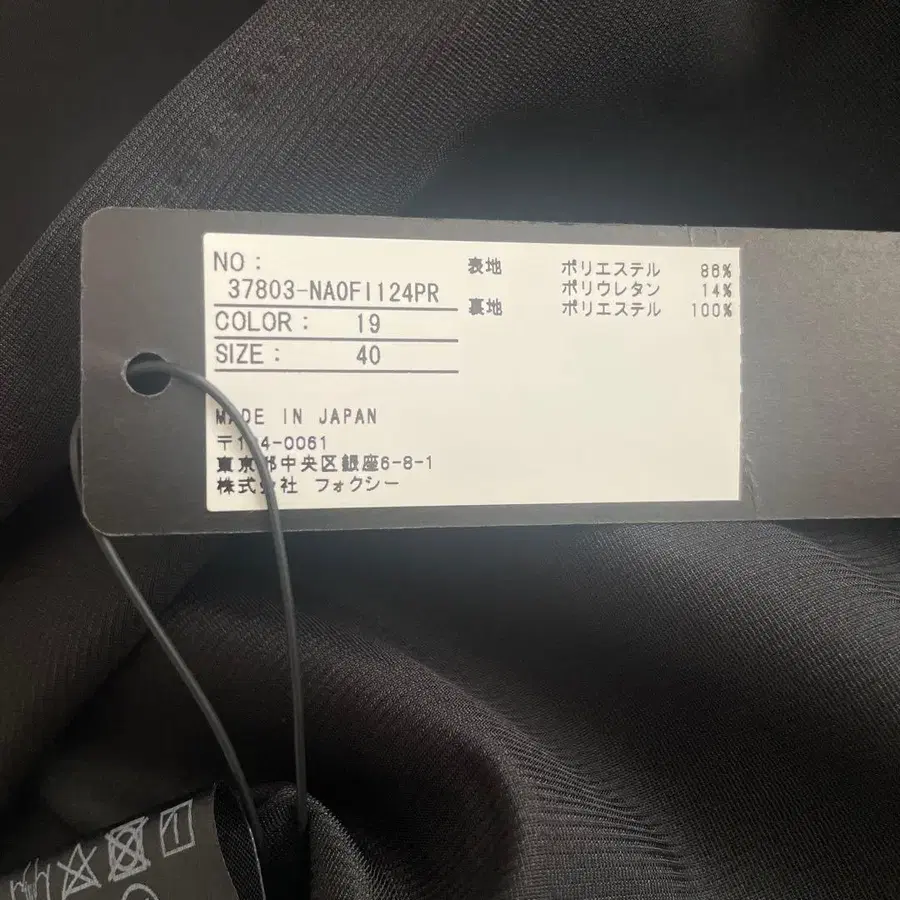 NO:
37803-NA0FI124PR
COLOR: 19
SIZE: 40
表地 ポリエステル 86%
ポリウレタン 14%
裏地 ポリエステル 100%
MADE IN JAPAN
〒104-0061
東京都中央区銀座6-8-1
株式会社 フォクシー